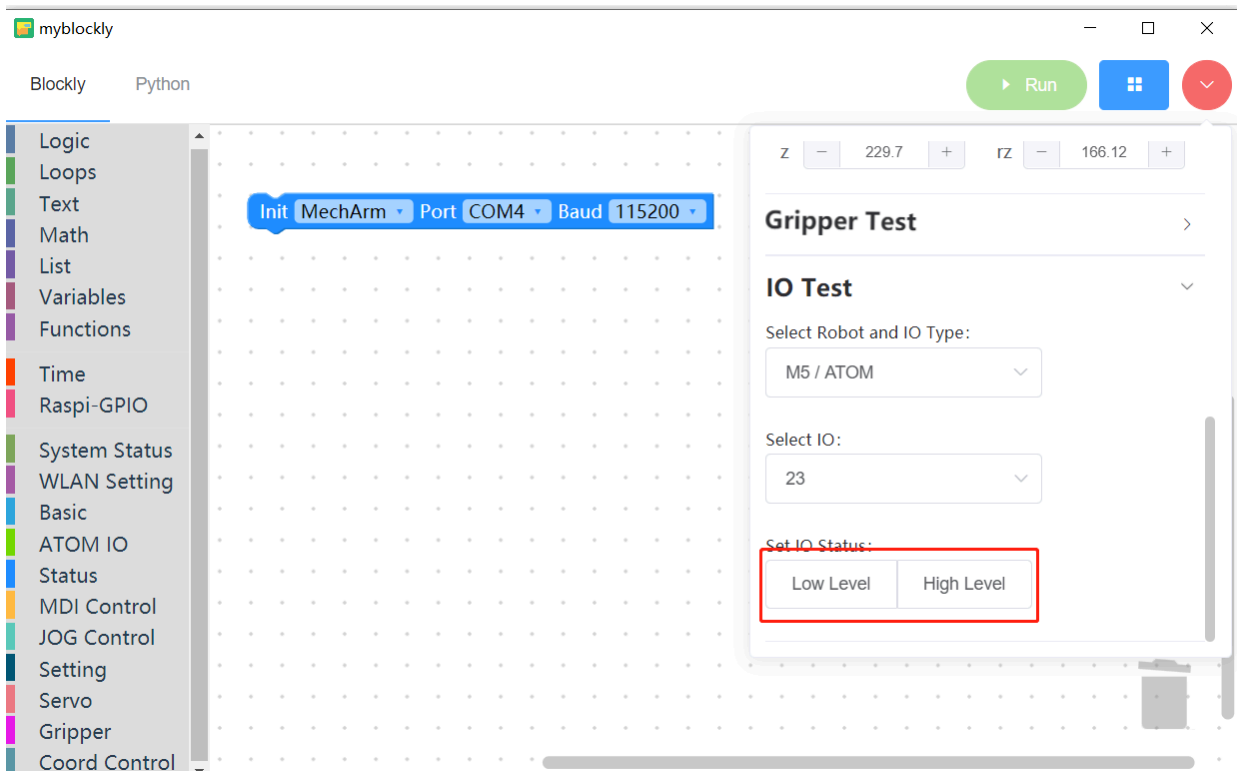 myblockly
Blockly Python Run
Logic
Loops
Text
Math
List
Variables
Functions
Time
Raspi-GPIO
System Status
WLAN Setting
Basic
ATOM IO
Status
MDI Control
JOG Control
Setting
Servo
Gripper
Coord Control
Init MechArm Port COM4 Baud 115200
z − 229.7 + rz − 166.12 +
Gripper Test
IO Test
Select Robot and IO Type:
M5 / ATOM
Select IO:
23
Set IO Status:
Low Level High Level